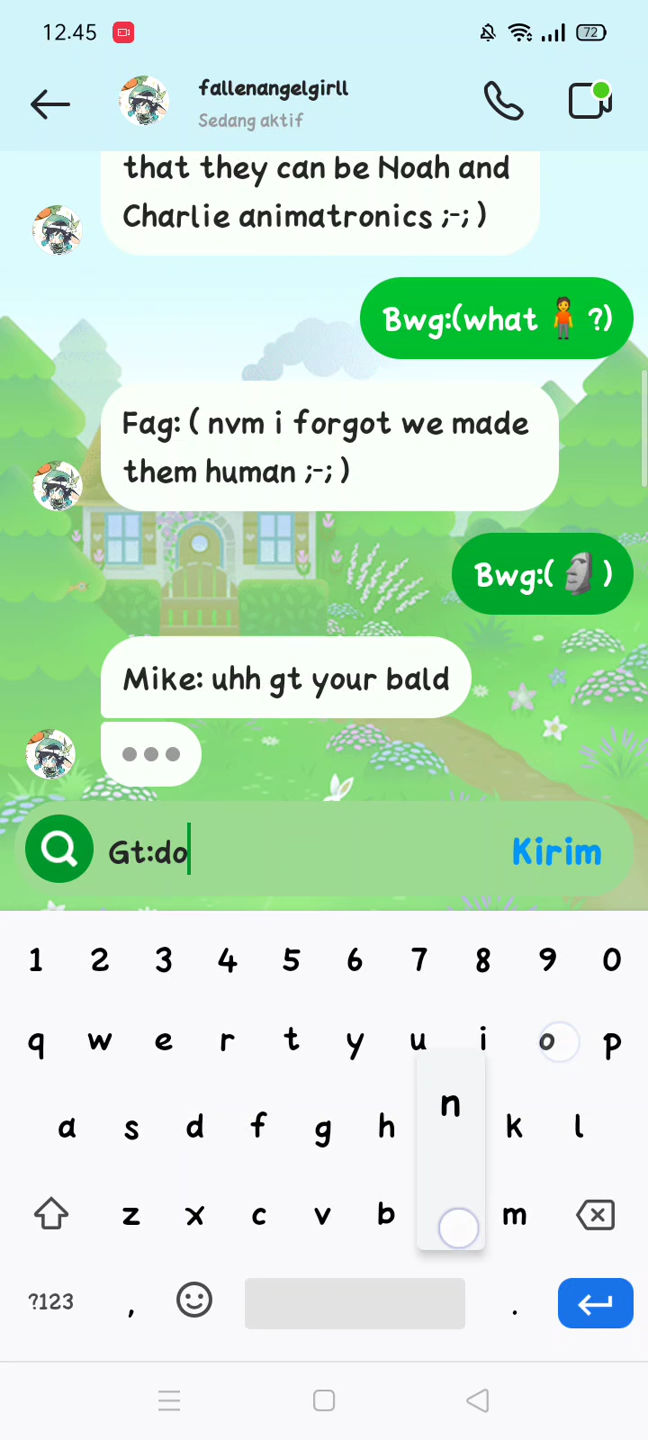 12.45
72
fallenangelgirll
Sedang aktif
that they can be Noah and
Charlie animatronics ;-; )
Bwg:(what 🧍 ?)
Fag: ( nvm i forgot we made
them human ;-; )
Bwg:( 🗿 )
Mike: uhh gt your bald
Gt:do
Kirim
1 2 3 4 5 6 7 8 9 0
q w e r t y u i o p
a s d f g h k l
n
z x c v b m
?123 , .